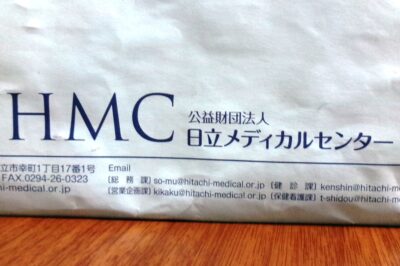 HMC
公益財団法人
日立メディカルセンター
立市幸町1丁目17番1号 Email
FAX.0294-26-0323 〔総 務 課〕so-mu@hitachi-medical.or.jp 〔健 診 課〕kenshin@hitachi-m
-medical.or.jp 〔営業企画課〕kikaku@hitachi-medical.or.jp 〔保健看護課〕t-shidou@hitachi-m